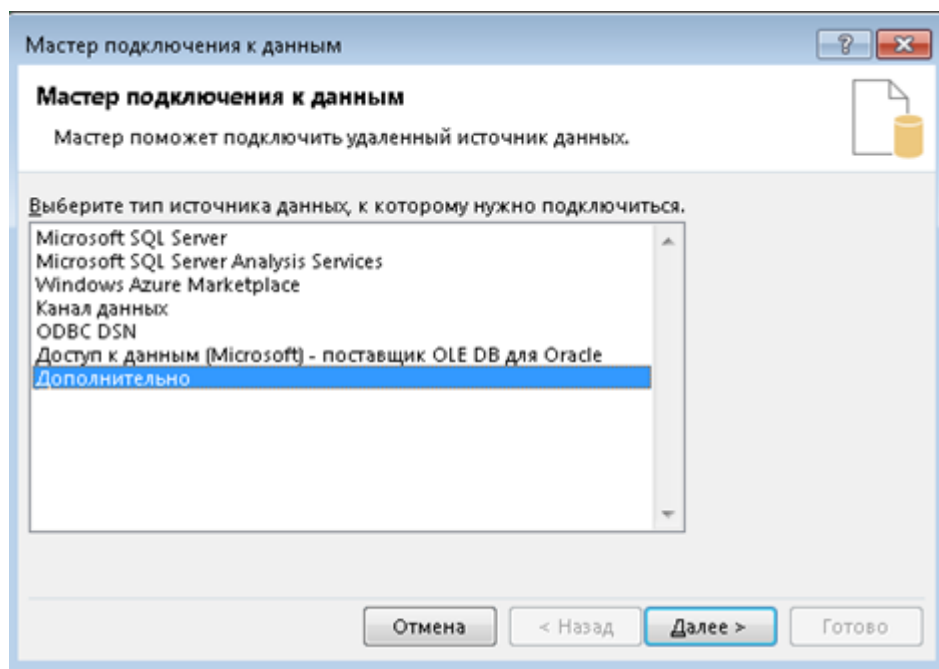 Мастер подключения к данным
Мастер подключения к данным
Мастер поможет подключить удаленный источник данных.
Выберите тип источника данных, к которому нужно подключиться.
Microsoft SQL Server
Microsoft SQL Server Analysis Services
Windows Azure Marketplace
Канал данных
ODBC DSN
Доступ к данным (Microsoft) - поставщик OLE DB для Oracle
Дополнительно
Отмена < Назад Далее > Готово